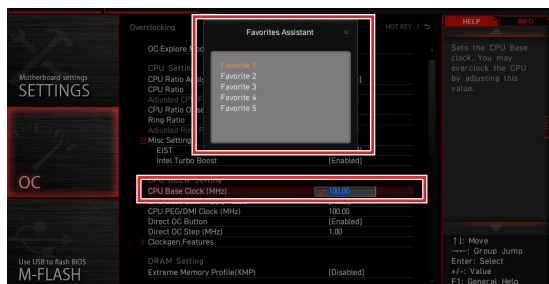 Overclocking
HOT KEY
HELP
INFO
Favorites Assistant
×
Favorite 1
Favorite 2
Favorite 3
Favorite 4
Favorite 5
Motherboard settings
SETTINGS
OC
Use USB to flash BIOS
M-FLASH
OC Explore
CPU Setting
CPU Ratio
CPU Ratio
Ring Ratio
Misc Setting
EIST
Intel Turbo Boost [Enabled]
CPU Base Clock (MHz) 100.00
CPU PEG/DMI Clock (MHz) 100.00
Direct OC Button [Enabled]
Direct OC Step (MHz) 1.00
> Clockgen Features
DRAM Setting
Extreme Memory Profile(XMP) [Disabled]
Sets the CPU Base
clock. You may
overclock the CPU
by adjusting this
value.
↑↓: Move
Group Jump
Enter: Select
+/-: Value
F1: General Help